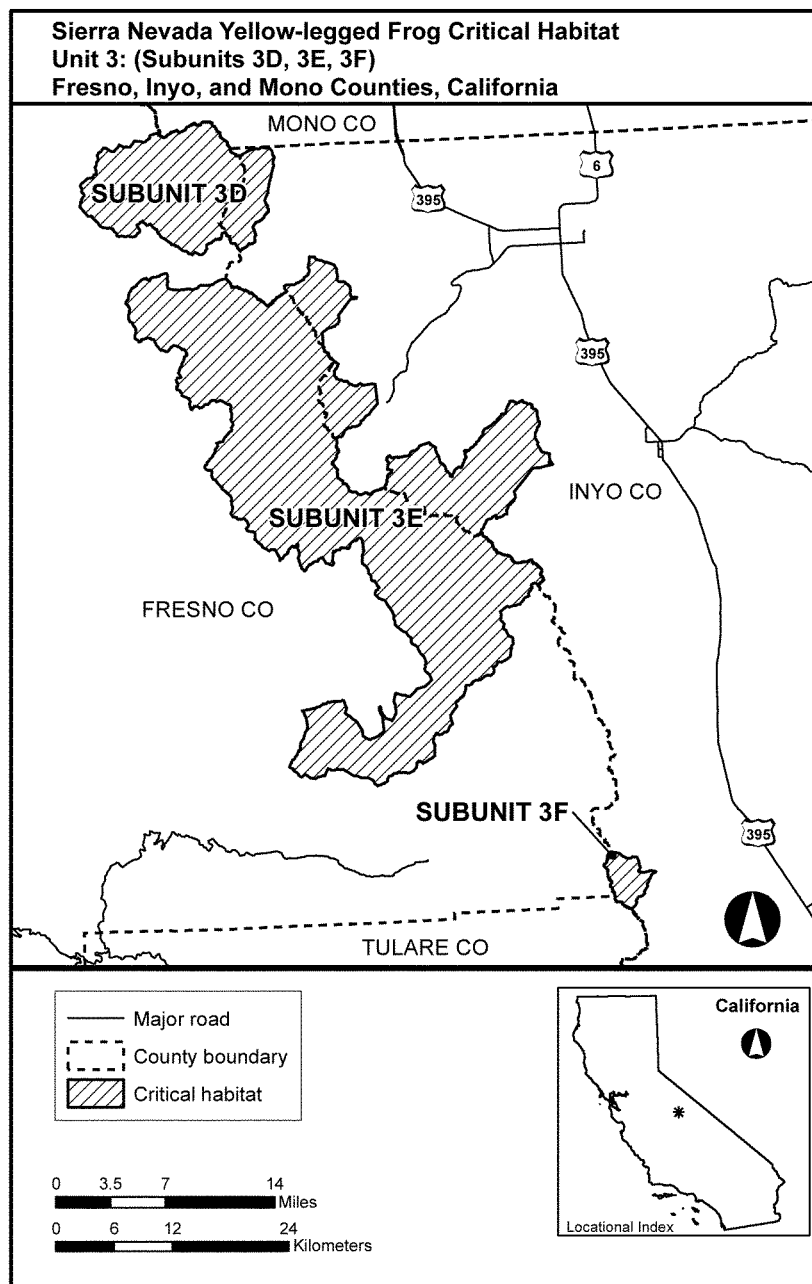 Sierra Nevada Yellow-legged Frog Critical Habitat
Unit 3: (Subunits 3D, 3E, 3F)
Fresno, Inyo, and Mono Counties, California
MONO CO
6
SUBUNIT 3D
395
395
INYO CO
SUBUNIT 3E
FRESNO CO
SUBUNIT 3F
395
TULARE CO
Major road
County boundary
Critical habitat
California
Locational Index
0 3.5 7 14
Miles
0 6 12 24
Kilometers